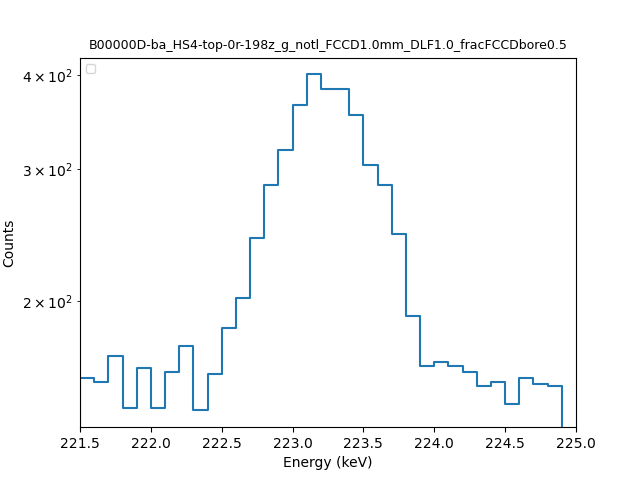 B00000D-ba_HS4-top-0r-198z_g_notl_FCCD1.0mm_DLF1.0_fracFCCDbore0.5
4 × 10²
3 × 10²
2 × 10²
Counts
221.5 222.0 222.5 223.0 223.5 224.0 224.5 225.0
Energy (keV)